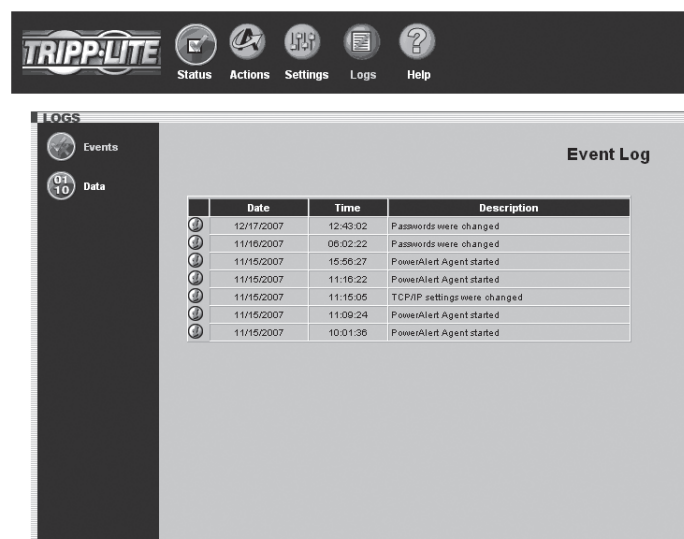 TRIPP·LITE
Status Actions Settings Logs Help
LOGS
Events
01
10
Data
Event Log
Date Time Description
12/17/2007 12:43:02 Passwords were changed
11/16/2007 06:02:22 Passwords were changed
11/15/2007 15:56:27 PowerAlert Agent started
11/15/2007 11:16:22 PowerAlert Agent started
11/15/2007 11:15:05 TCP/IP settings were changed
11/15/2007 11:09:24 PowerAlert Agent started
11/15/2007 10:01:36 PowerAlert Agent started